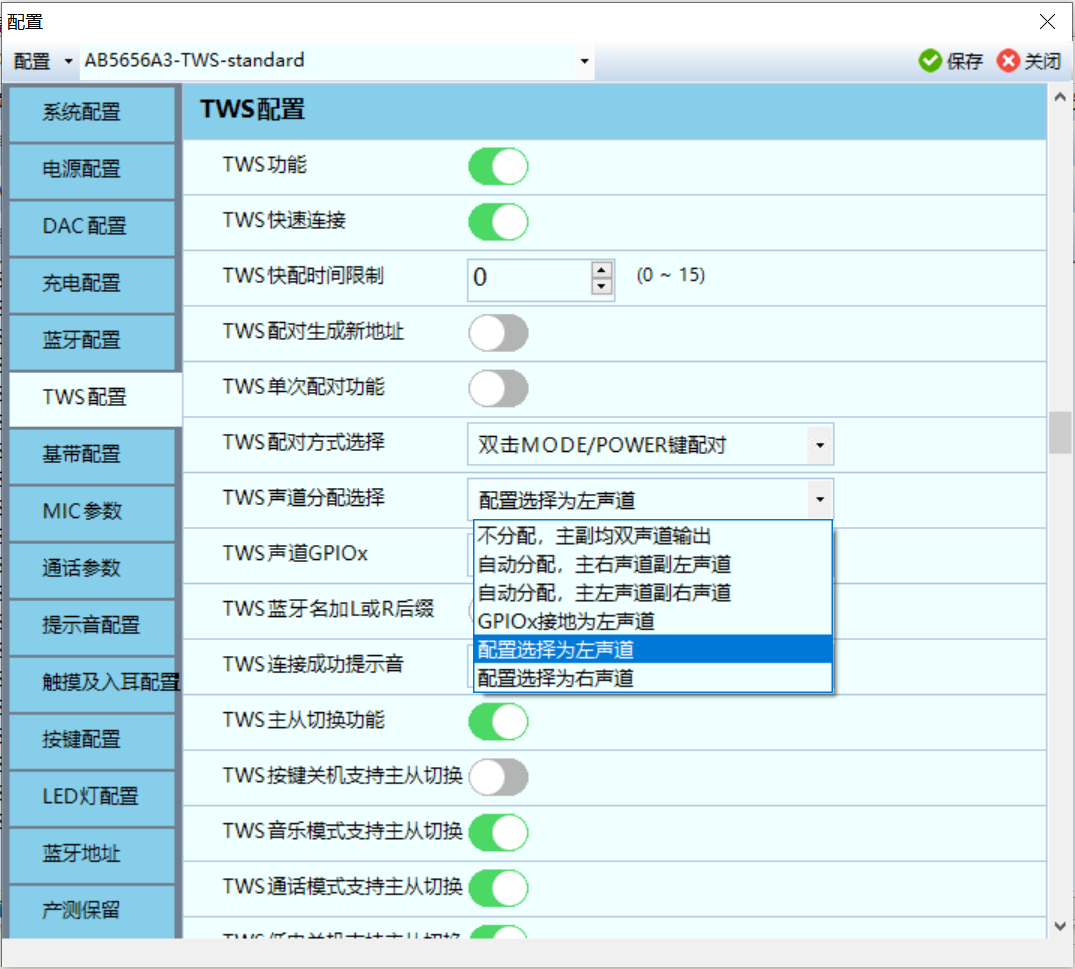 配置
配置 AB5656A3-TWS-standard 保存 关闭
系统配置
电源配置
DAC 配置
充电配置
蓝牙配置
TWS 配置
基带配置
MIC 参数
通话参数
提示音配置
触摸及入耳配置
按键配置
LED灯配置
蓝牙地址
产测保留
TWS配置
TWS 功能
TWS 快速连接
TWS 快配时间限制 0 (0 ~ 15)
TWS 配对生成新地址
TWS 单次配对功能
TWS 配对方式选择 双击MODE/POWER键配对
TWS 声道分配选择 配置选择为左声道
不分配，主副均双声道输出
自动分配，主右声道副左声道
自动分配，主左声道副右声道
GPIOx接地为左声道
配置选择为左声道
配置选择为右声道
TWS 声道GPIOx
TWS 蓝牙名加L或R后缀
TWS 连接成功提示音
TWS 主从切换功能
TWS 按键关机支持主从切换
TWS 音乐模式支持主从切换
TWS 通话模式支持主从切换
TWS 低电关机支持主从切换